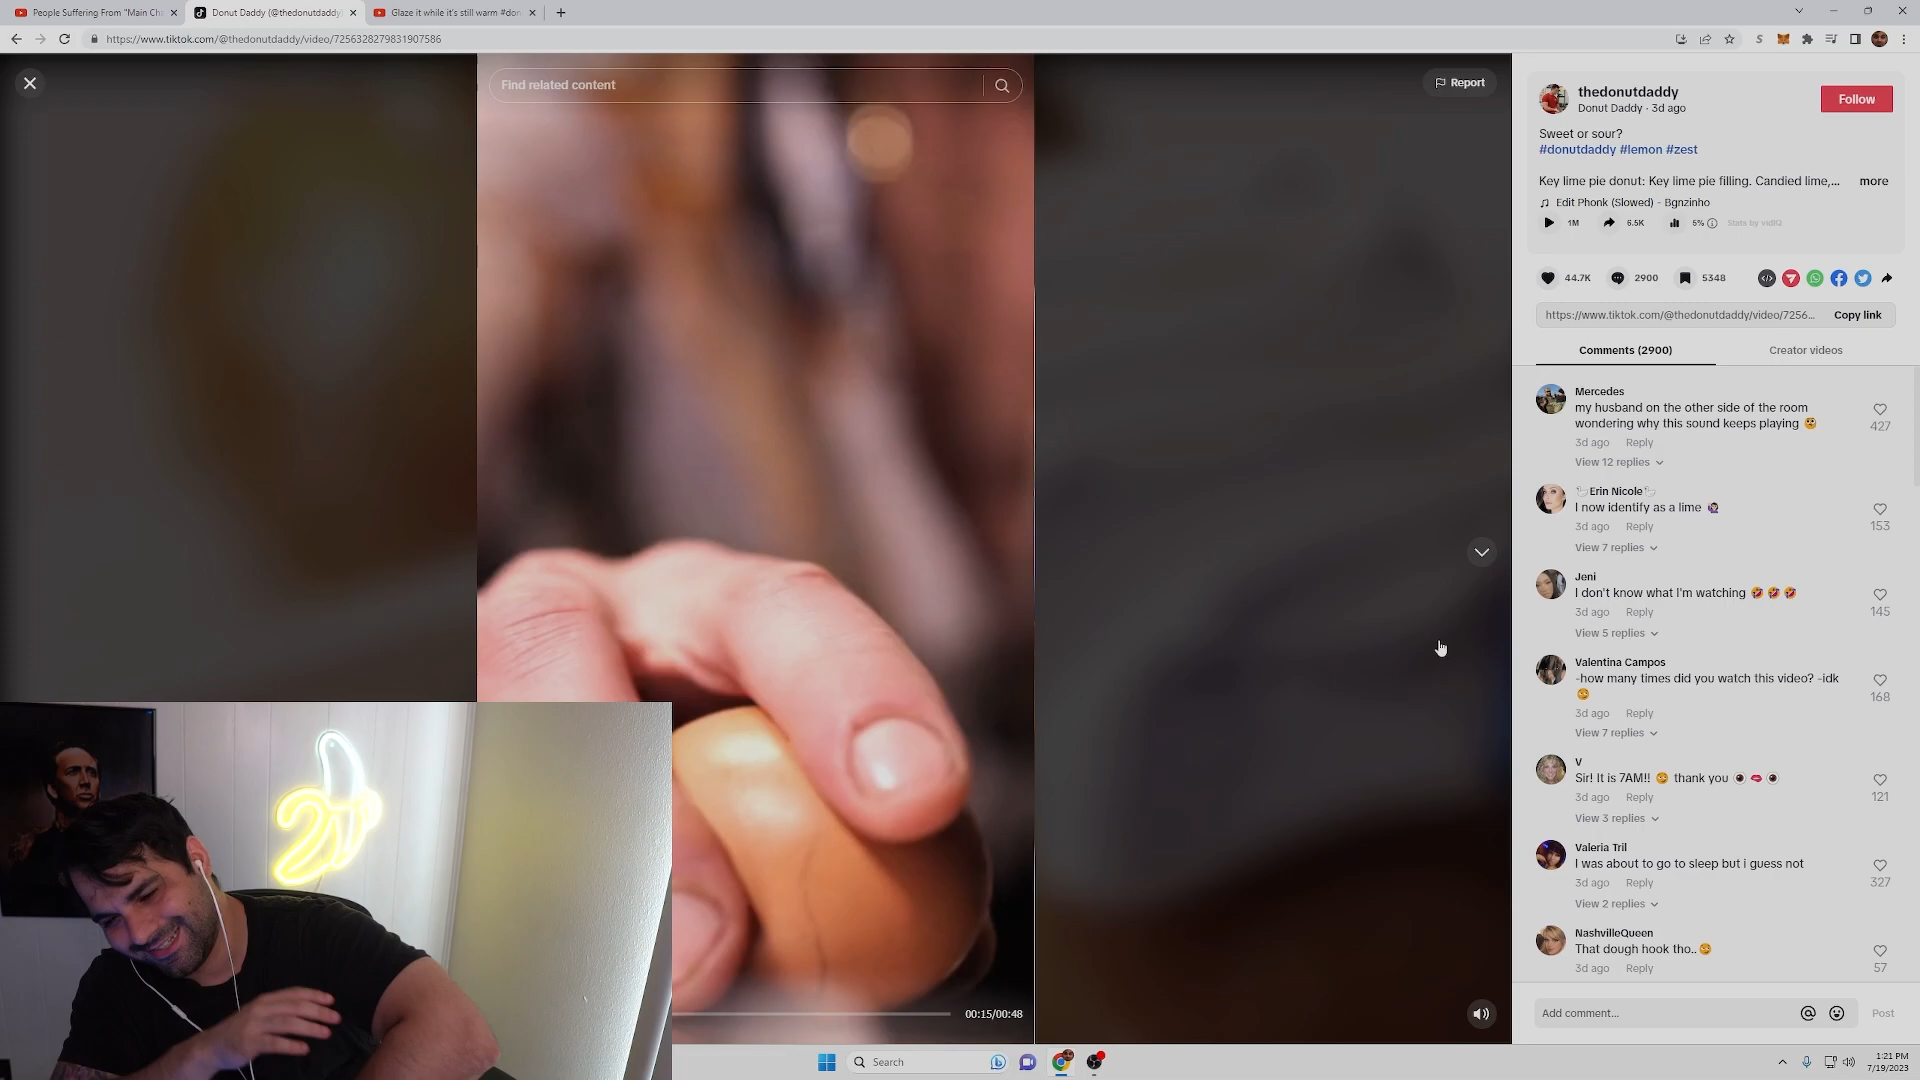 People Suffering From "Main Cha
Donut Daddy (@thedonutdaddy)
Glaze it while it's still warm #don
https://www.tiktok.com/@thedonutdaddy/video/7256328279831907586
Find related content
Report
thedonutdaddy
Donut Daddy · 3d ago
Follow
Sweet or sour?
#donutdaddy #lemon #zest
Key lime pie donut: Key lime pie filling. Candied lime,...
more
Edit Phonk (Slowed) - Bgnzinho
1M
6.5K
5%
Stats by vidIQ
44.7K
2900
5348
https://www.tiktok.com/@thedonutdaddy/video/7256...
Copy link
Comments (2900)
Creator videos
Mercedes
my husband on the other side of the room
wondering why this sound keeps playing 🫣
427
3d ago Reply
View 12 replies
🦢Erin Nicole🦢
I now identify as a lime 🙋🏻‍♀️
153
3d ago Reply
View 7 replies
Jeni
I don't know what I'm watching 🤣🤣🤣
145
3d ago Reply
View 5 replies
Valentina Campos
-how many times did you watch this video? -idk
🥴
168
3d ago Reply
View 7 replies
V
Sir! It is 7AM!! 🥴 thank you 👁️🫦👁️
121
3d ago Reply
View 3 replies
Valeria Tril
I was about to go to sleep but i guess not
327
3d ago Reply
View 2 replies
NashvilleQueen
That dough hook tho..🥴
57
3d ago Reply
Add comment...
Post
00:15/00:48
Search
1:21 PM
7/19/2023